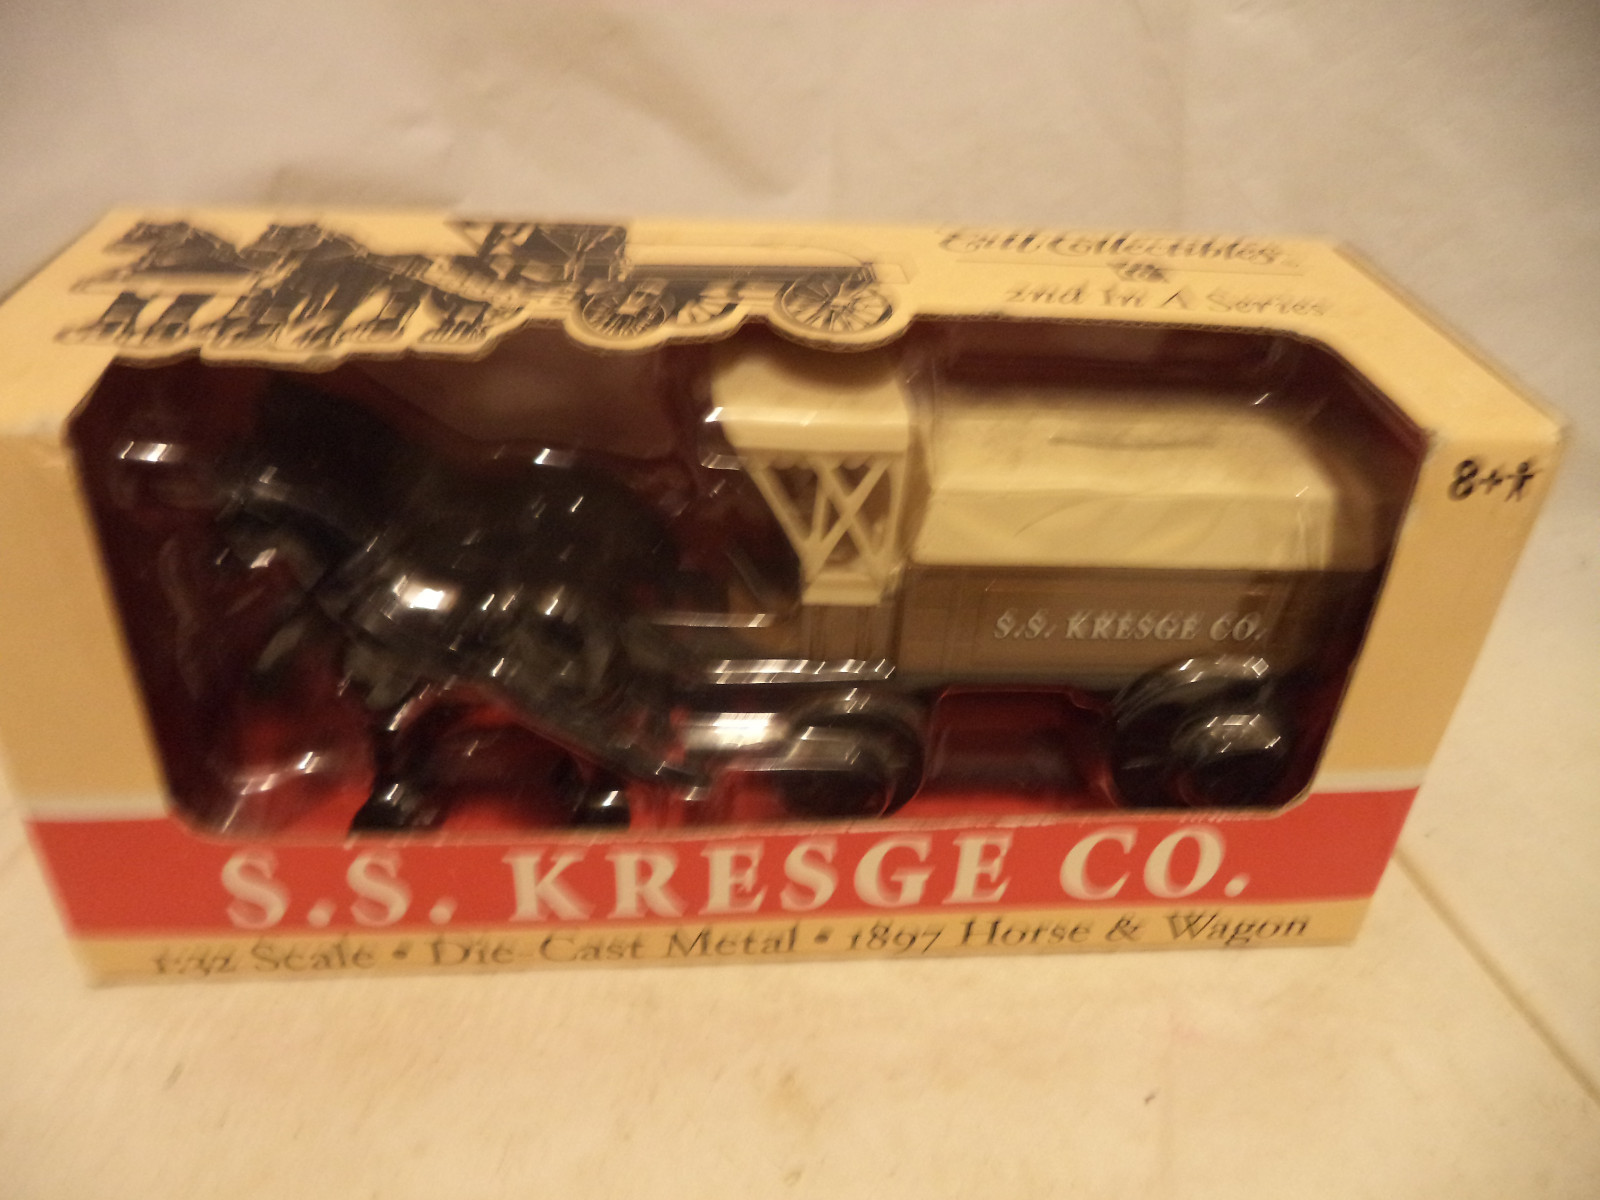 Ertl Collectibles
2nd In A Series
8+
S.S. KRESGE CO.
S.S. KRESGE CO.
1:32 Scale • Die-Cast Metal • 1897 Horse & Wagon